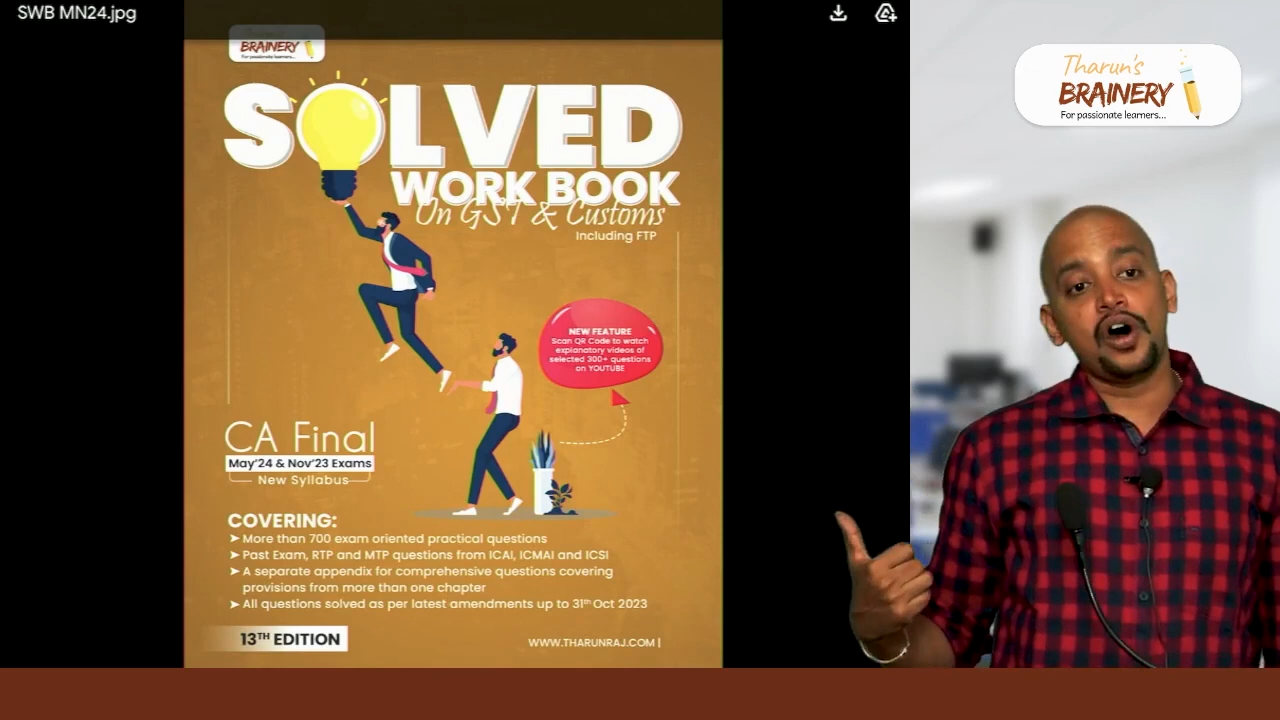 SWB MN24.jpg
BRAINERY
For passionate learners...
SOLVED
WORK BOOK
On GST & Customs
Including FTP
NEW FEATURE
Scan QR Code to watch
explanatory videos of
selected 300+ questions
on YOUTUBE
CA Final
May'24 & Nov'23 Exams
New Syllabus
COVERING:
➤ More than 700 exam oriented practical questions
➤ Past Exam, RTP and MTP questions from ICAI, ICMAI and ICSI
➤ A separate appendix for comprehensive questions covering
provisions from more than one chapter
➤ All questions solved as per latest amendments up to 31st Oct 2023
13TH EDITION
WWW.THARUNRAJ.COM |
Tharun's
BRAINERY
For passionate learners...